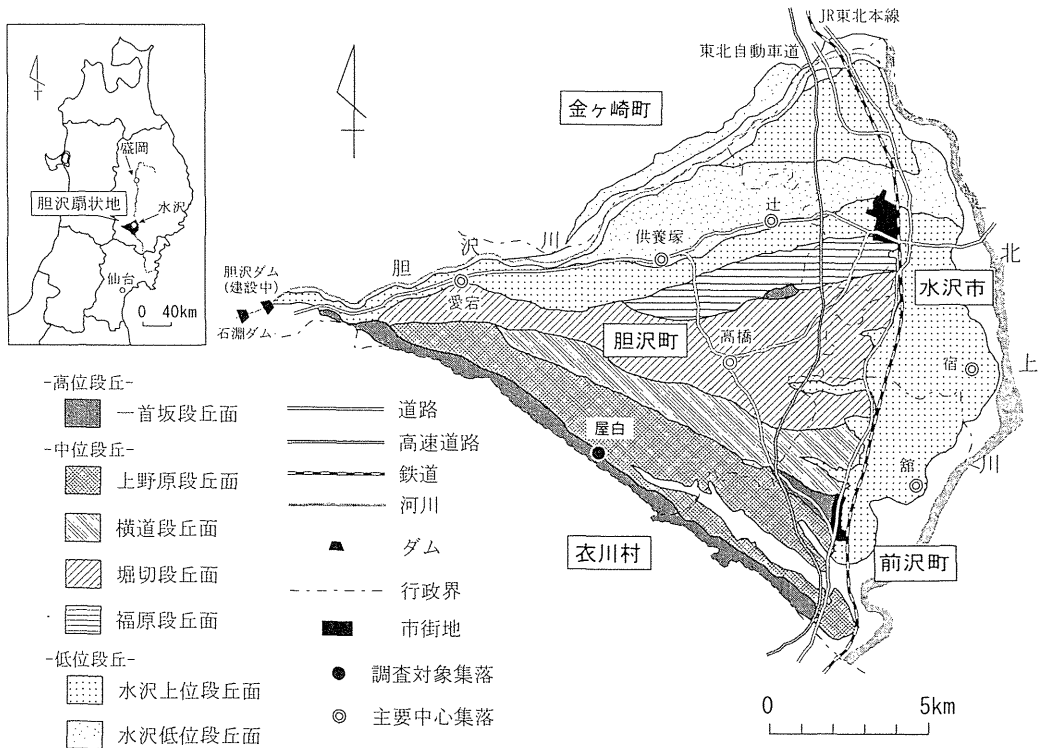 盛岡
胆沢扇状地
水沢
仙台
0 40km
JR東北本線
東北自動車道
金ヶ崎町
辻
供養塚
胆
沢
川
胆沢ダム
(建設中)
石淵ダム
愛宕
水沢市
北
上
川
胆沢町
高橋
宿
屋白
舘
衣川村
前沢町
-高位段丘-
一首坂段丘面
-中位段丘-
上野原段丘面
横道段丘面
堀切段丘面
福原段丘面
-低位段丘-
水沢上位段丘面
水沢低位段丘面
道路
高速道路
鉄道
河川
ダム
行政界
市街地
調査対象集落
主要中心集落
0 5km